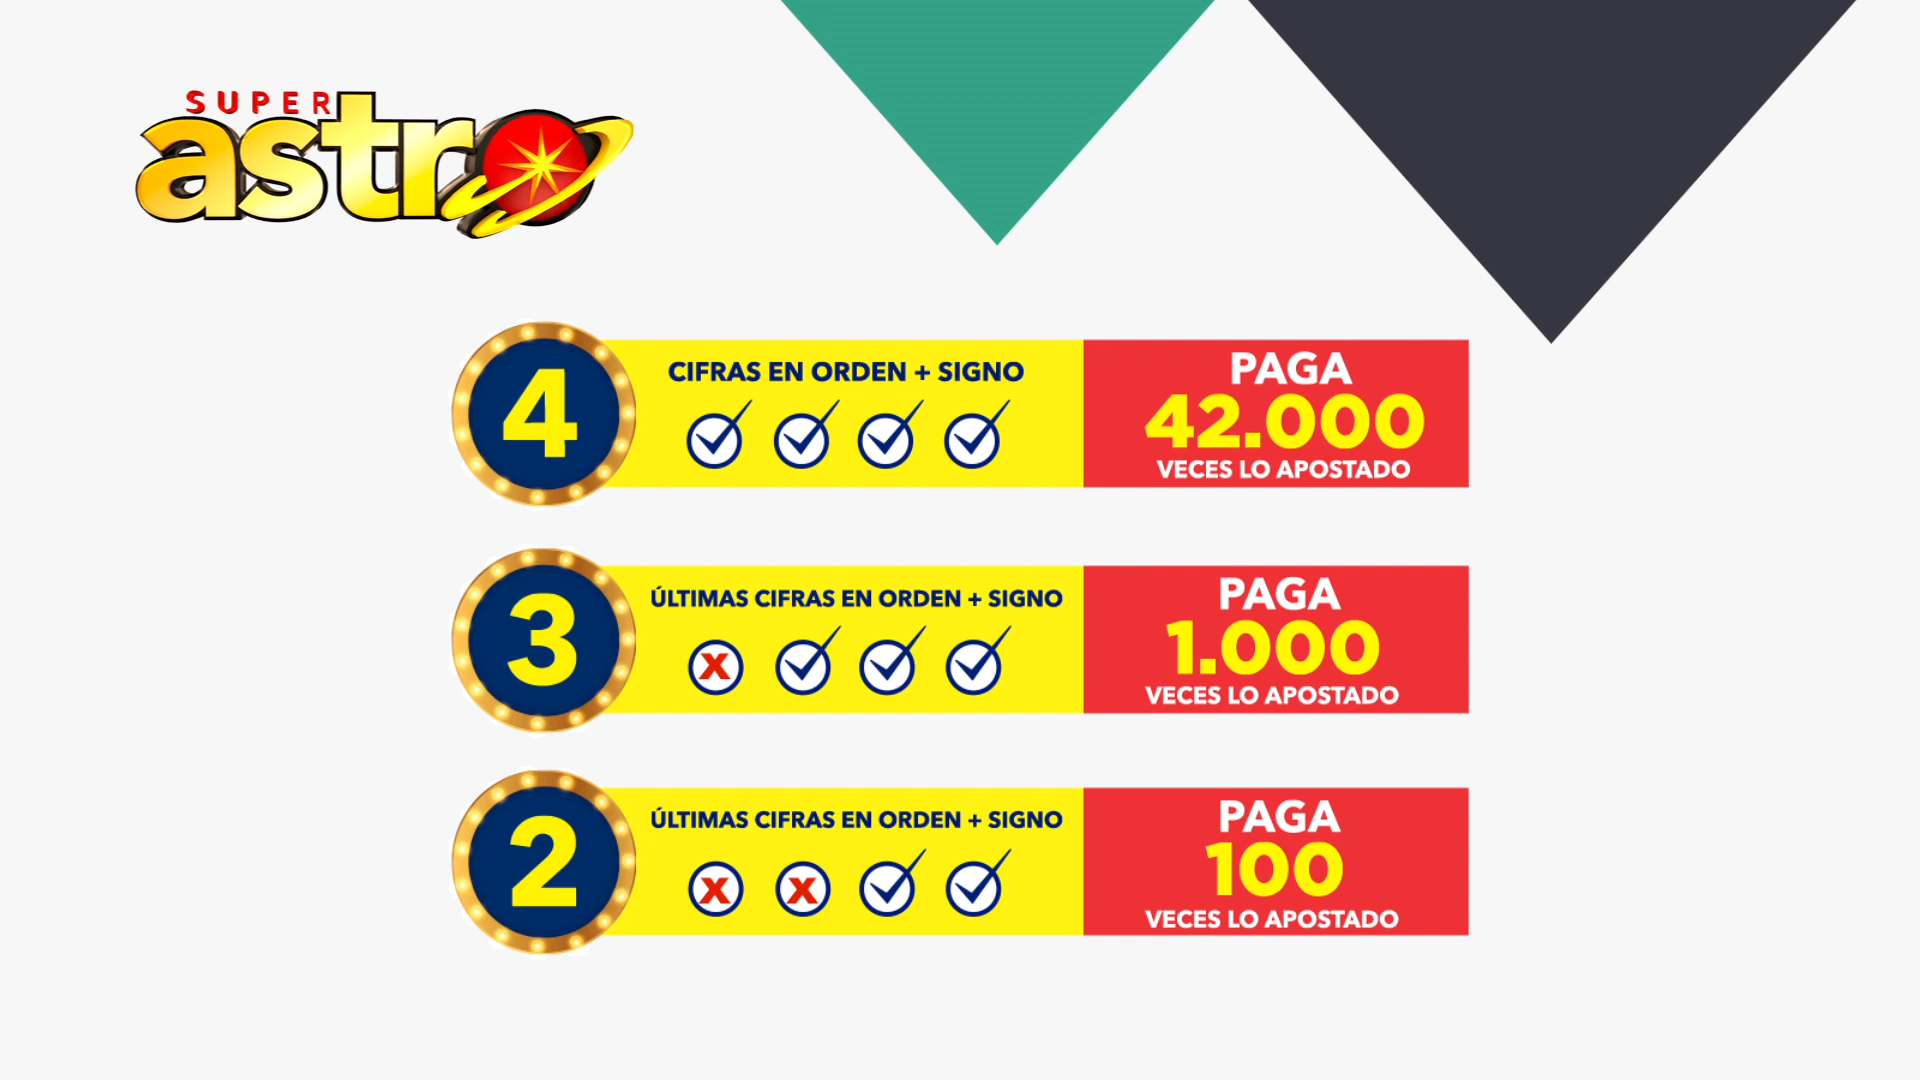 SUPER
astro
4
CIFRAS EN ORDEN + SIGNO
PAGA
42.000
VECES LO APOSTADO
3
ÚLTIMAS CIFRAS EN ORDEN + SIGNO
X
PAGA
1.000
VECES LO APOSTADO
2
ÚLTIMAS CIFRAS EN ORDEN + SIGNO
X X
PAGA
100
VECES LO APOSTADO